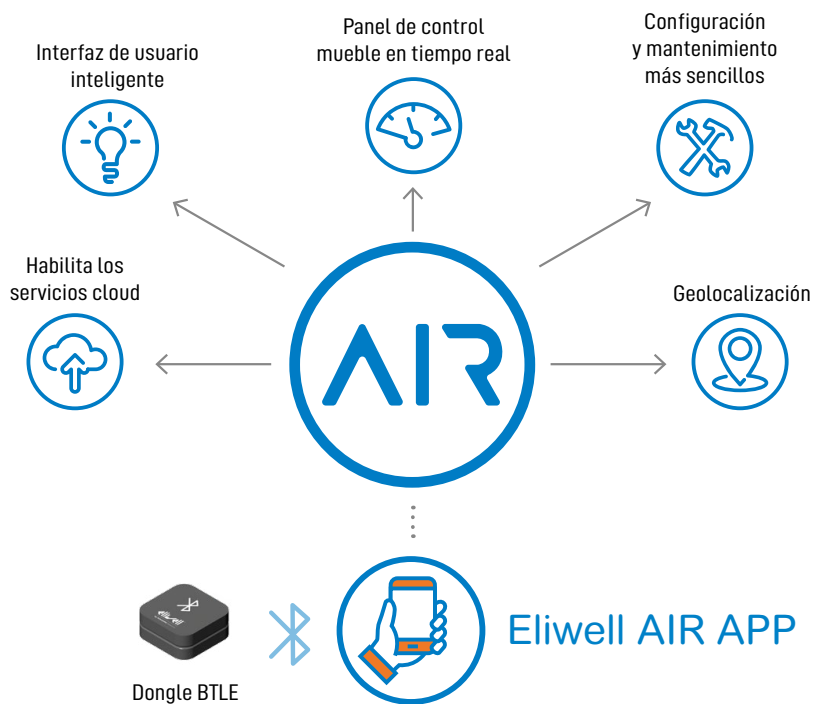 Panel de control
mueble en tiempo real
Configuración
y mantenimiento
más sencillos
Interfaz de usuario
inteligente
Habilita los
servicios cloud
Geolocalización
AIR
eliwell
Eliwell AIR APP
Dongle BTLE